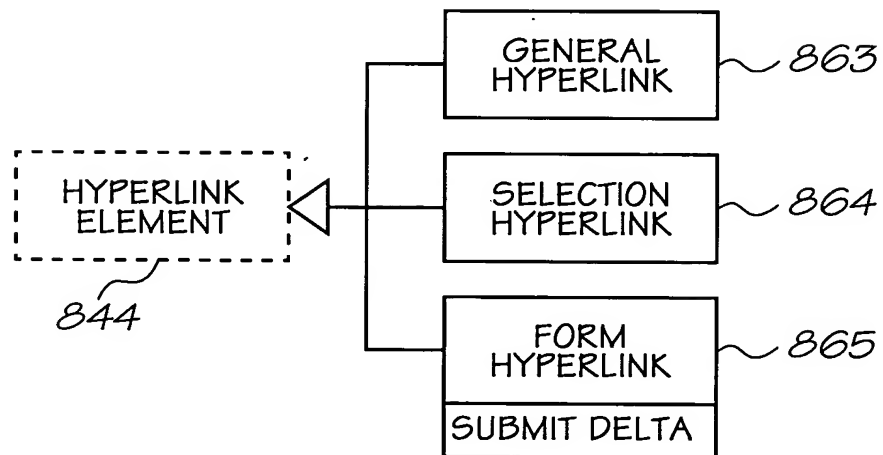 GENERAL
HYPERLINK
863
HYPERLINK
ELEMENT
844
SELECTION
HYPERLINK
864
FORM
HYPERLINK
865
SUBMIT DELTA